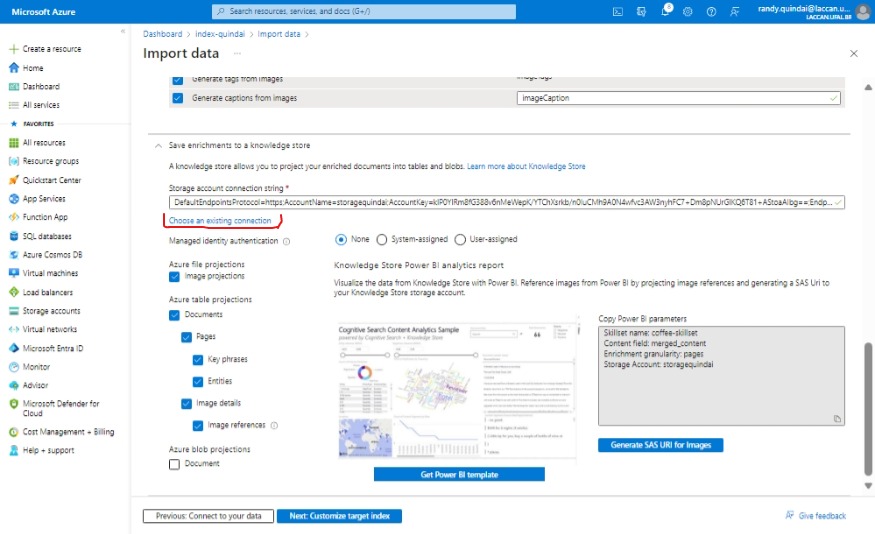 Microsoft Azure
Search resources, services, and docs (G+/)
randy.quindai@laccan.u...
LACCAN.UFAL.BR
Create a resource
Home
Dashboard
All services
FAVORITES
All resources
Resource groups
Quickstart Center
App Services
Function App
SQL databases
Azure Cosmos DB
Virtual machines
Load balancers
Storage accounts
Virtual networks
Microsoft Entra ID
Monitor
Advisor
Microsoft Defender for
Cloud
Cost Management + Billing
Help + support
Dashboard > index-quindai > Import data >
Import data
Generate tags from images
imageTags
Generate captions from images
imageCaption
Save enrichments to a knowledge store
A knowledge store allows you to project your enriched documents into tables and blobs. Learn more about Knowledge Store
Storage account connection string *
DefaultEndpointsProtocol=https;AccountName=storagequindai;
Choose an existing connection
Managed identity authentication
None
System-assigned
User-assigned
Azure file projections
Image projections
Azure table projections
Documents
Pages
Key phrases
Entities
Image details
Image references
Azure blob projections
Document
Knowledge Store Power BI analytics report
Visualize the data from Knowledge Store with Power BI. Reference images from Power BI by projecting image references and generating a SAS Uri to
your Knowledge Store storage account.
Cognitive Search Content Analytics Sample
powered by Cognitive Search + Knowledge Store
Get Power BI template
Copy Power BI parameters
Skillset name: coffee-skillset
Content field: merged_content
Enrichment granularity: pages
Storage Account: storagequindai
Generate SAS URI for Images
Previous: Connect to your data
Next: Customize target index
Give feedback